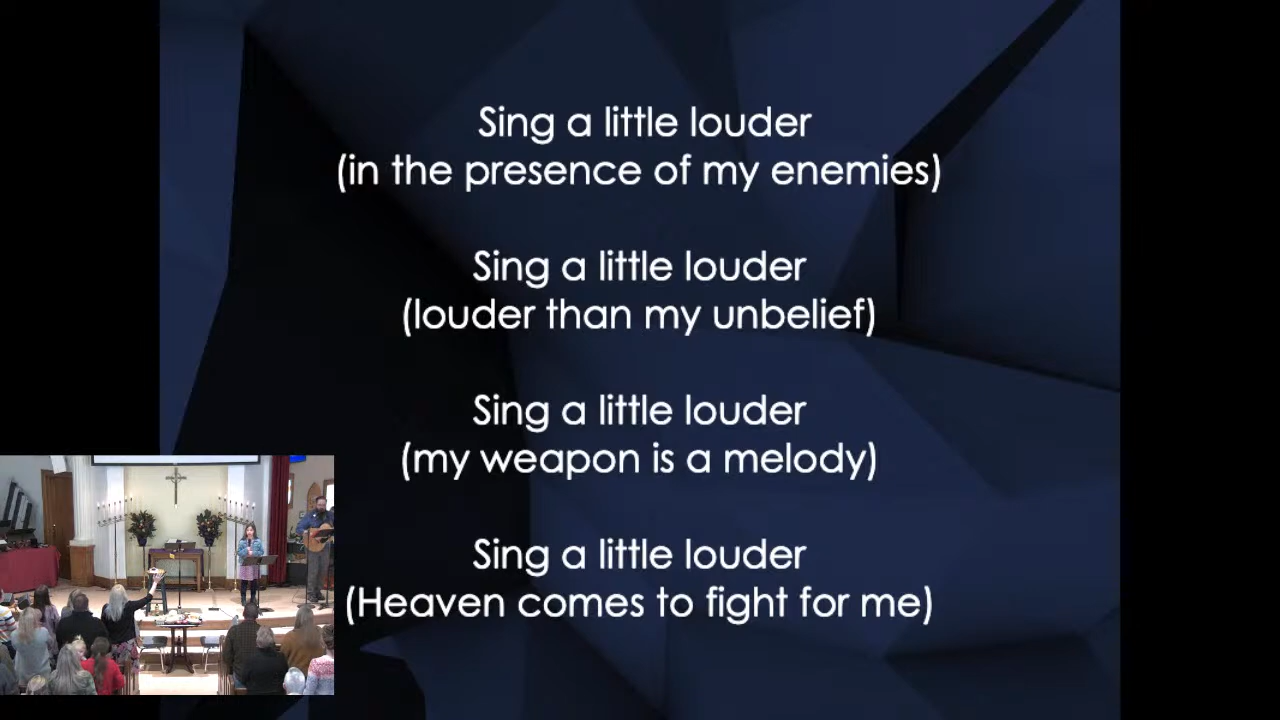 Sing a little louder
(in the presence of my enemies)
Sing a little louder
(louder than my unbelief)
Sing a little louder
(my weapon is a melody)
Sing a little louder
(Heaven comes to fight for me)